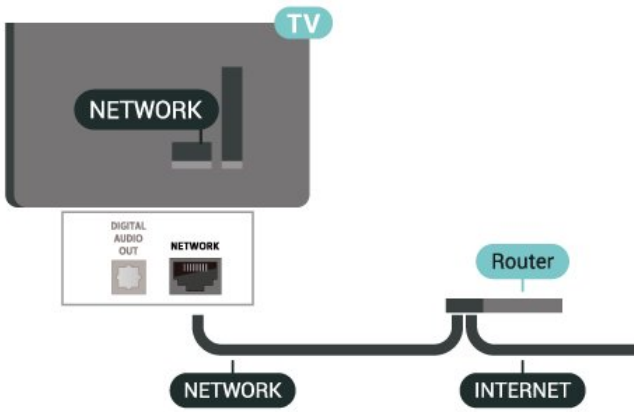 TV
NETWORK
DIGITAL
AUDIO
OUT
NETWORK
Router
NETWORK
INTERNET